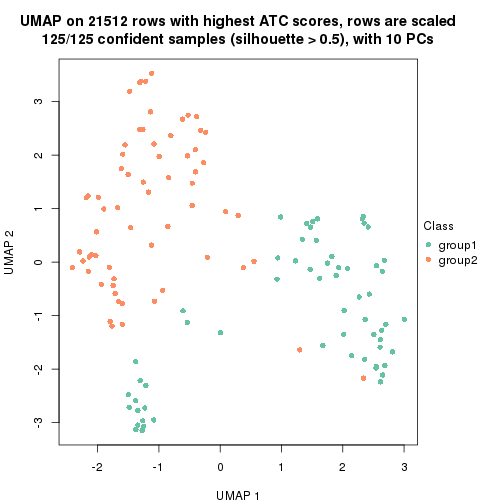 UMAP on 21512 rows with highest ATC scores, rows are scaled
125/125 confident samples (silhouette > 0.5), with 10 PCs
3
2
1
0
-1
-2
-3
UMAP 2
-2
-1
0
1
2
3
UMAP 1
Class
group1
group2